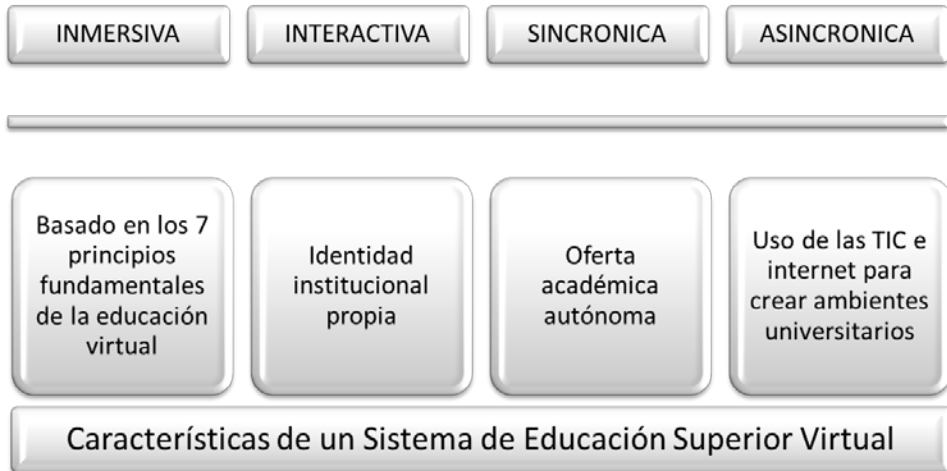 INMERSIVA
INTERACTIVA
SINCRONICA
ASINCRONICA
Basado en los 7
principios
fundamentales
de la educación
virtual
Identidad
institucional
propia
Oferta
académica
autónoma
Uso de las TIC e
internet para
crear ambientes
universitarios
Características de un Sistema de Educación Superior Virtual